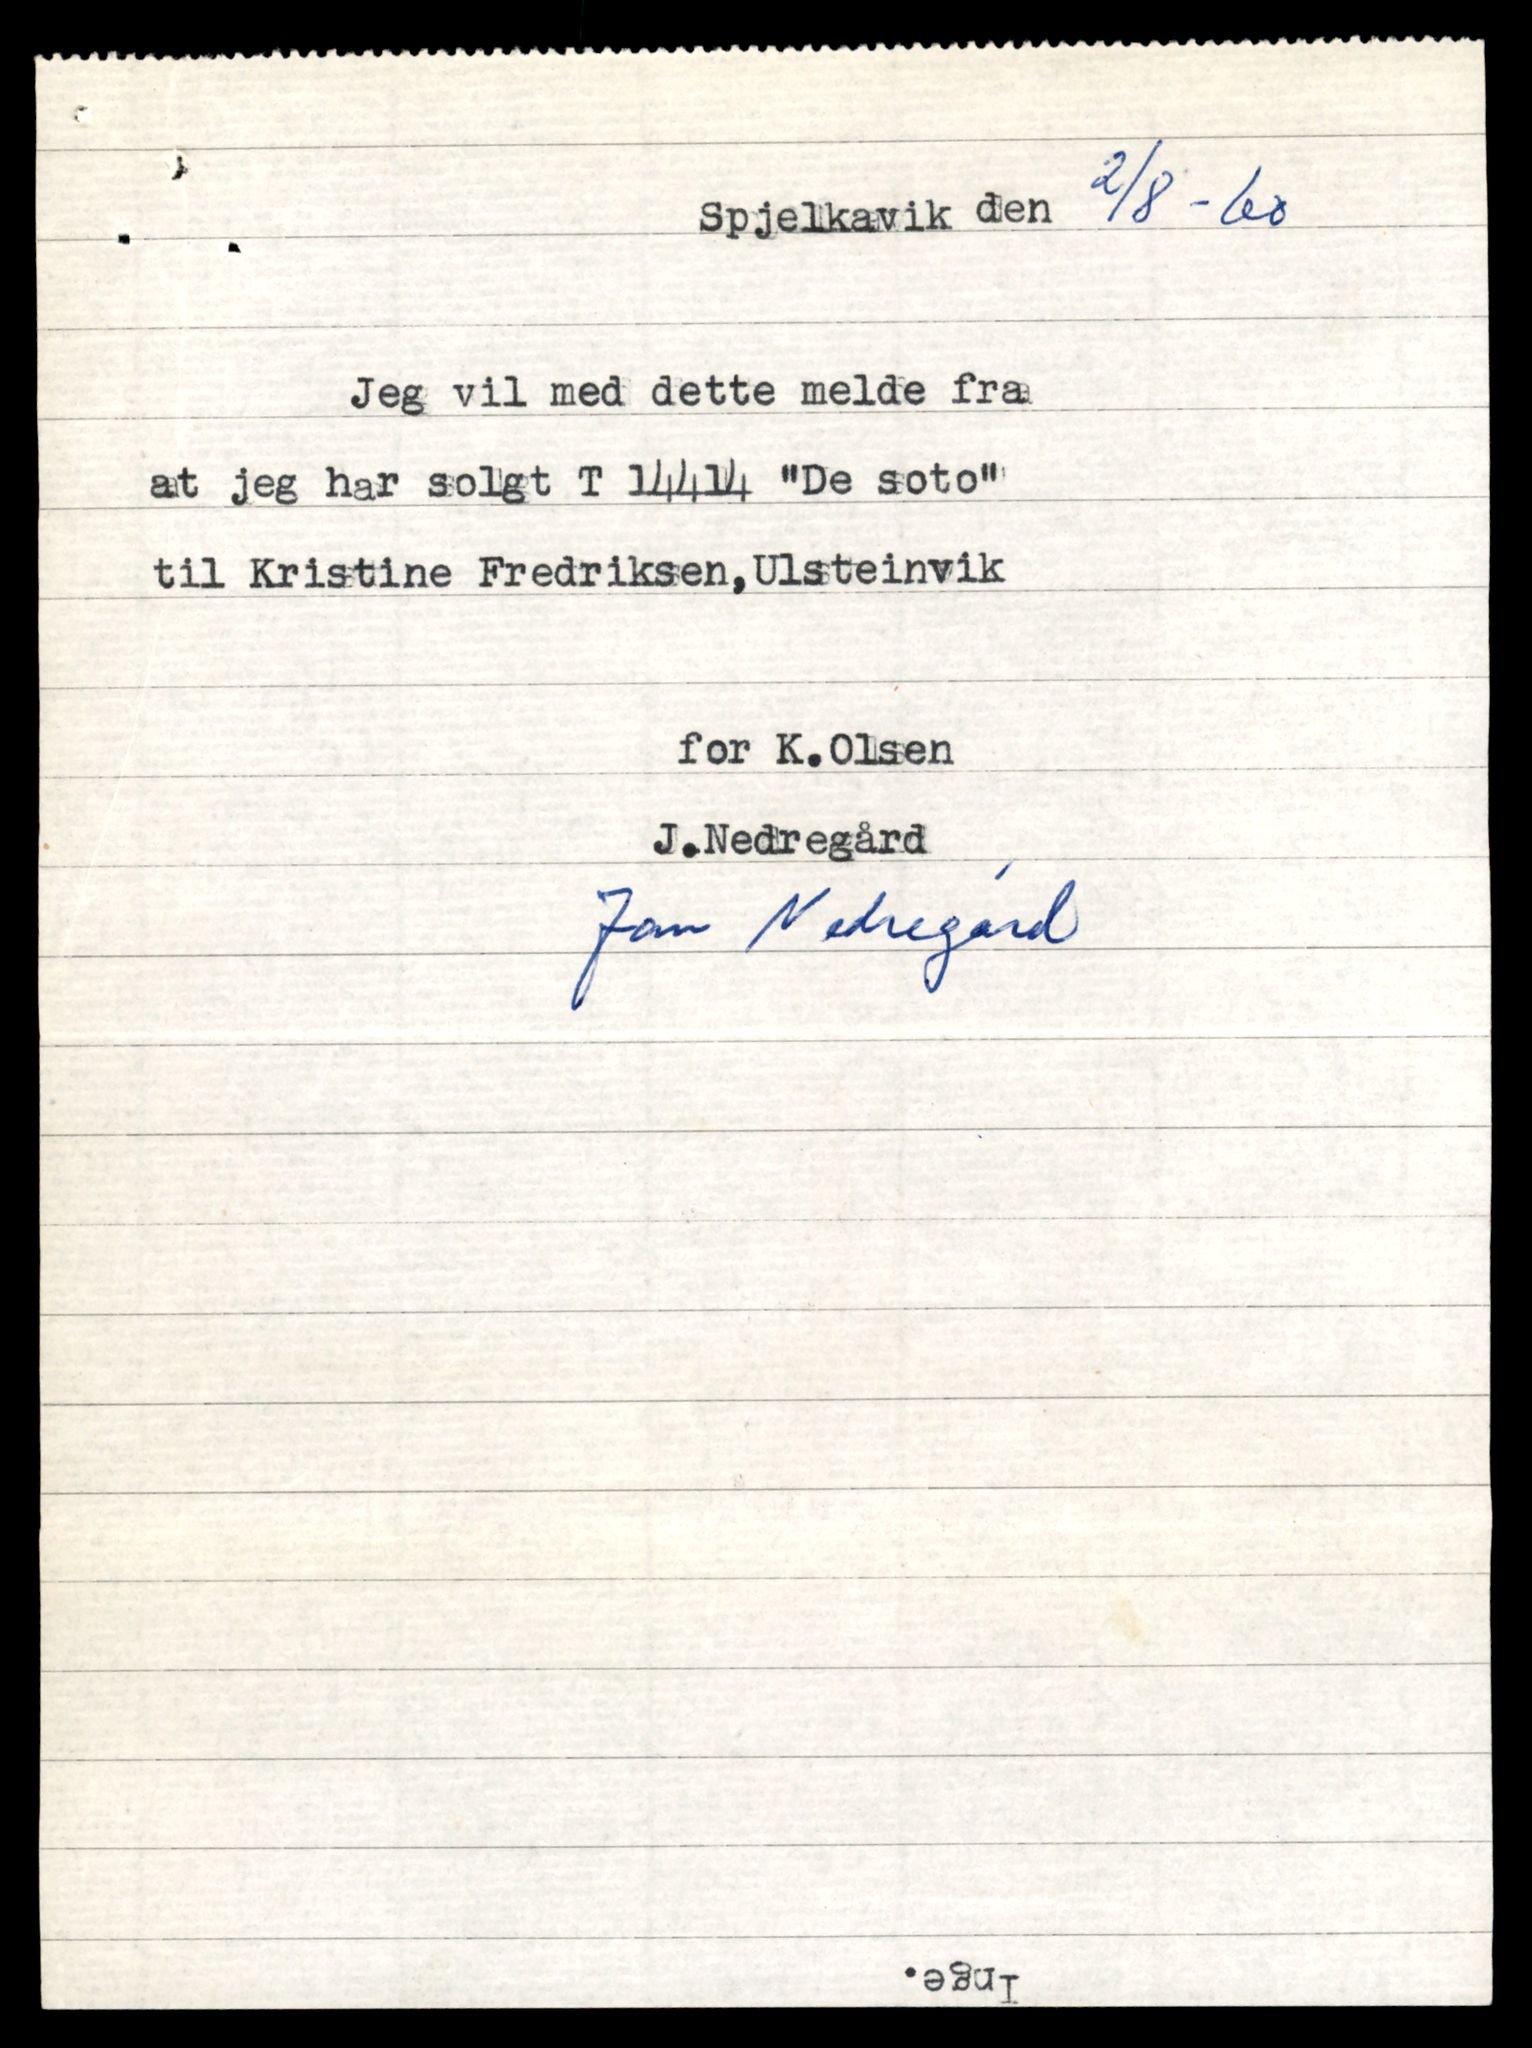 Spjelkavik den 2/8 - 60
Jeg vil med dette melde fra
at jeg har solgt T 14414 "De soto"
til Kristine Fredriksen,Ulsteinvik
for K.Olsen
J.Nedregård
Jan Nedregård
Inge.